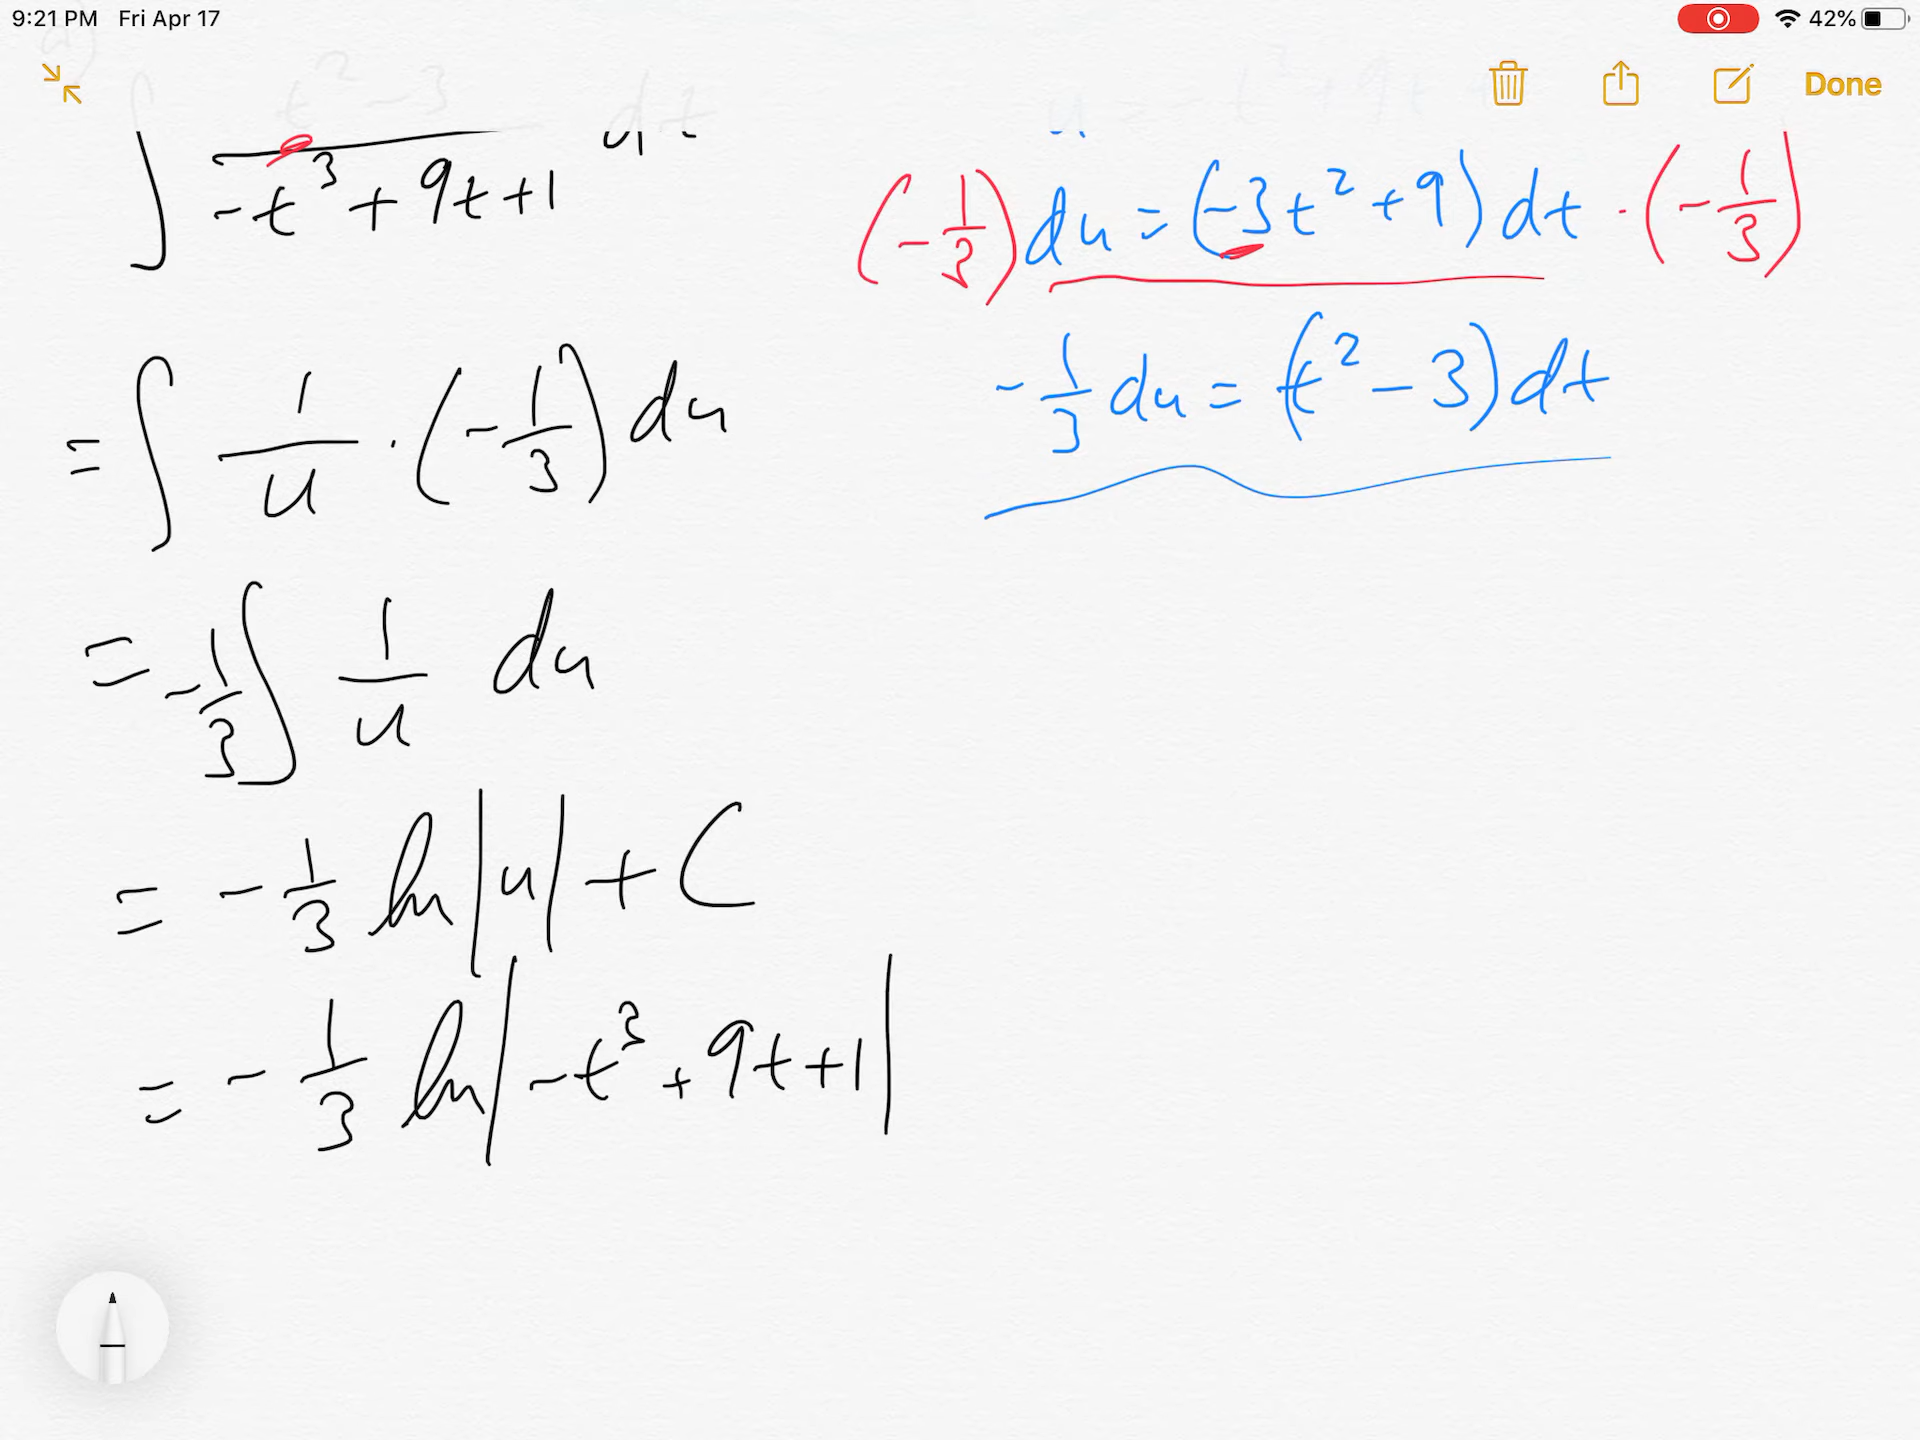 9:21 PM Fri Apr 17
42%
Done
t² - 3
dt
∫ ─── -t³ + 9t + 1
(-1/3) du = (-3t² + 9) dt · (-1/3)
-1/3 du = (t² - 3) dt
= ∫ 1/u · (-1/3) du
= -1/3 ∫ 1/u du
= -1/3 ln|u| + C
= -1/3 ln|-t³ + 9t + 1|